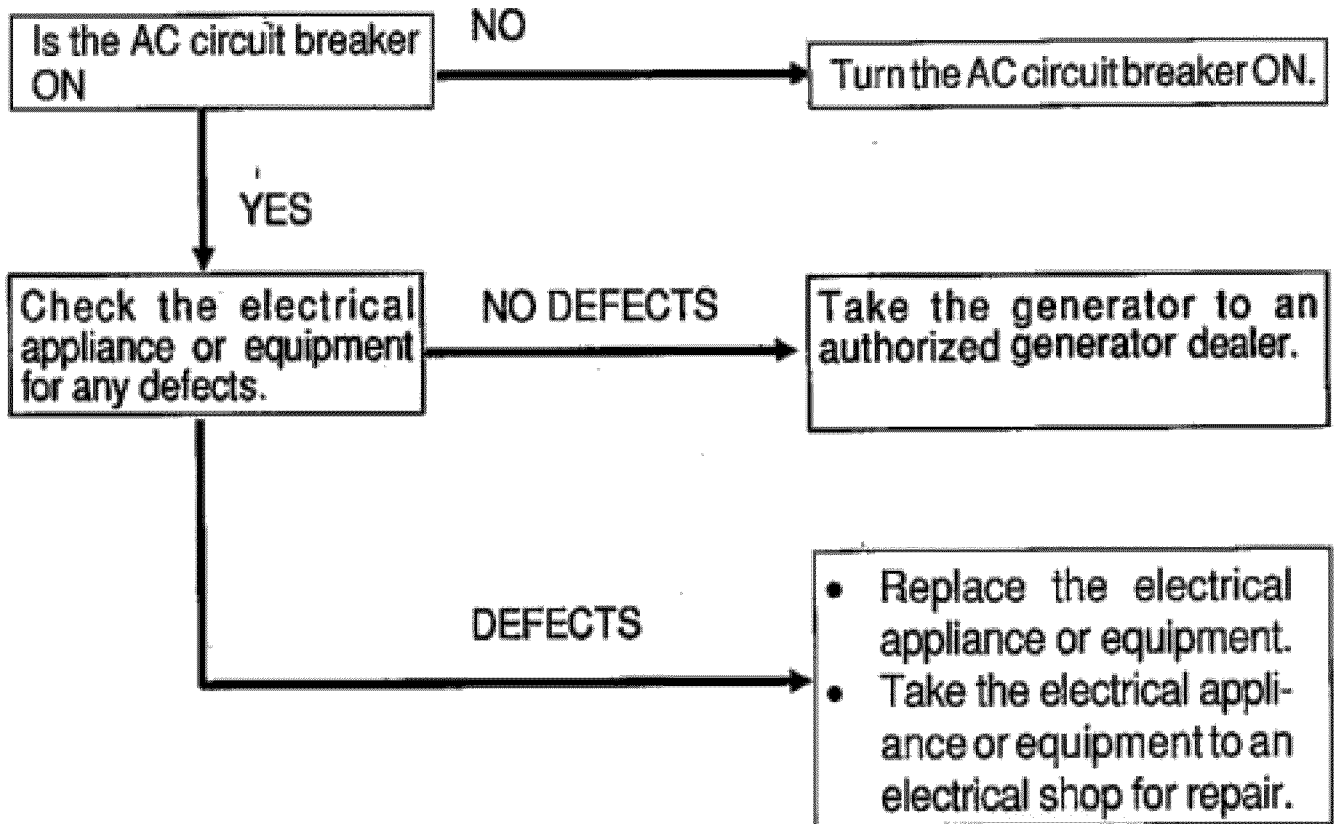 Is the AC circuit breaker
ON
NO
Turn the AC circuit breaker ON.
YES
Check the electrical
appliance or equipment
for any defects.
NO DEFECTS
Take the generator to an
authorized generator dealer.
DEFECTS
• Replace the electrical
appliance or equipment.
• Take the electrical appli-
ance or equipment to an
electrical shop for repair.